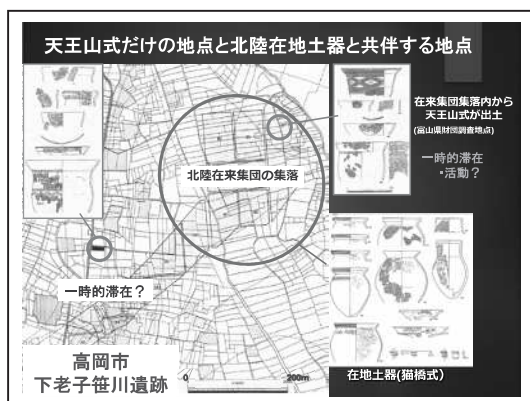 天王山式だけの地点と北陸在地土器と共伴する地点
在来集団集落内から
天王山式が出土
(富山県財団調査地点)
一時的滞在
・活動?
北陸在来集団の集落
一時的滞在?
高岡市
下老子笹川遺跡
0 200m
在地土器(猫橋式)